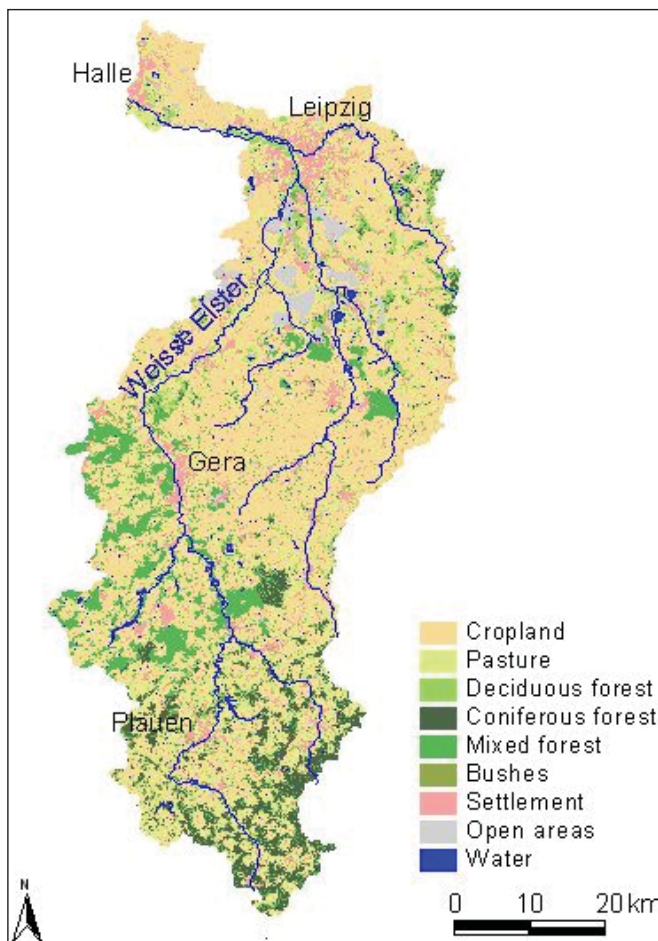 Halle
Leipzig
Weisse Elster
Gera
Plauen
Cropland
Pasture
Deciduous forest
Coniferous forest
Mixed forest
Bushes
Settlement
Open areas
Water
N
0 10 20 km